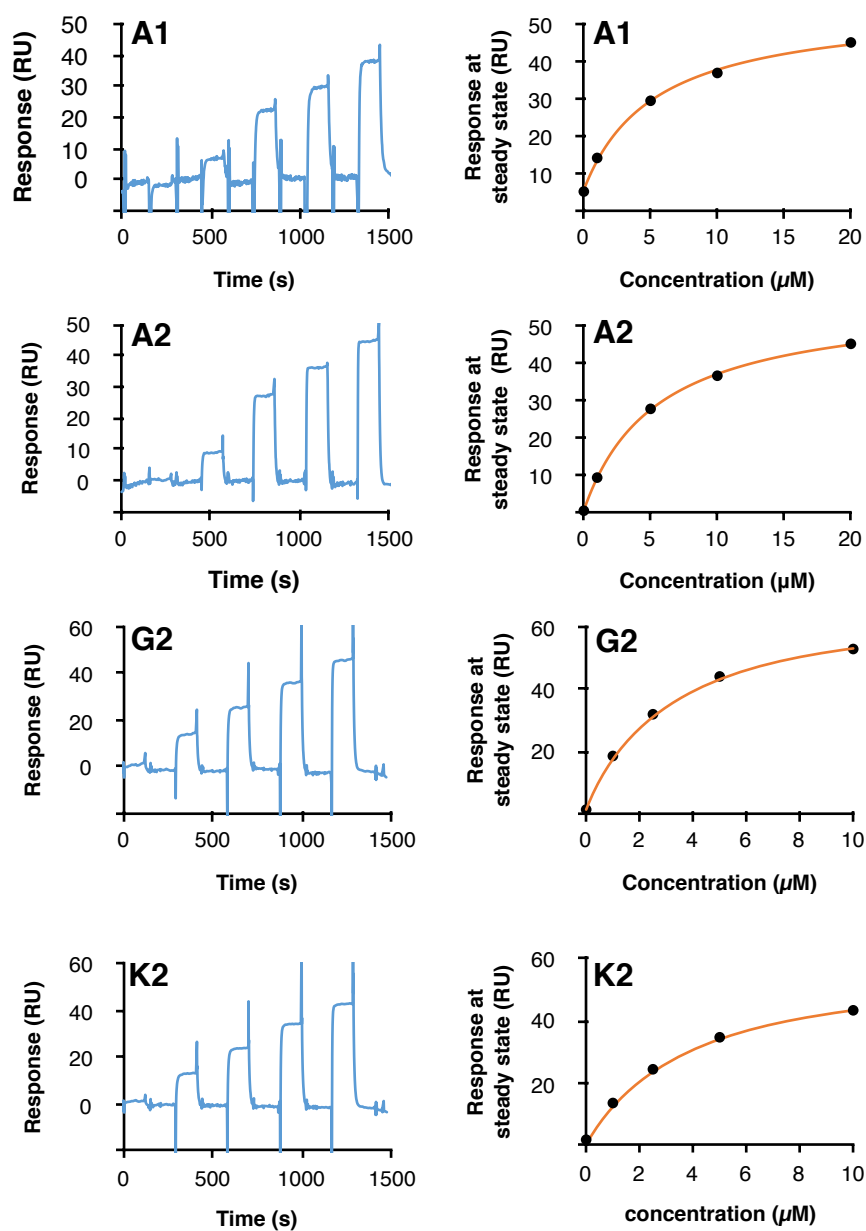 A1
Response (RU)
50
40
30
20
10
0
0 500 1000 1500
Time (s)
A1
Response at
steady state (RU)
50
40
30
20
10
0 5 10 15 20
Concentration (µM)
A2
Response (RU)
50
40
30
20
10
0
0 500 1000 1500
Time (s)
A2
Response at
steady state (RU)
50
40
30
20
10
0 5 10 15 20
Concentration (µM)
G2
Response (RU)
60
40
20
0
0 500 1000 1500
Time (s)
G2
Response at
steady state (RU)
60
40
20
0 2 4 6 8 10
Concentration (µM)
K2
Response (RU)
60
40
20
0
0 500 1000 1500
Time (s)
K2
Response at
steady state (RU)
60
40
20
0 2 4 6 8 10
concentration (µM)